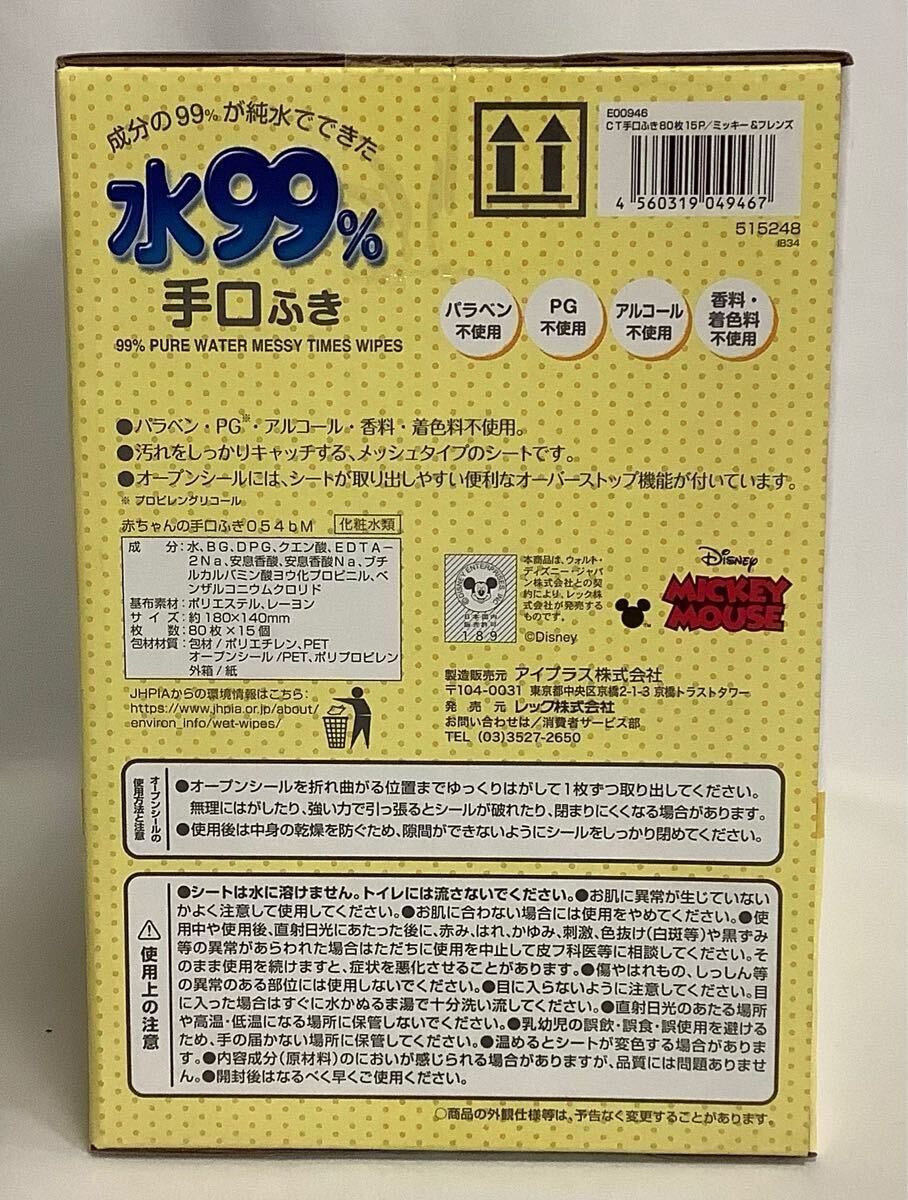 成分の99%が純水でできた
水99%
手口ふき
99% PURE WATER MESSY TIMES WIPES
E00946
CT手口ふき80枚15P/ミッキー&フレンズ
4 560319 049467
515248
IB34
パラベン
不使用
PG
不使用
アルコール
不使用
香料・
着色料
不使用
●パラベン・PG※・アルコール・香料・着色料不使用。
●汚れをしっかりキャッチする、メッシュタイプのシートです。
●オープンシールには、シートが取り出しやすい便利なオーバーストップ機能が付いています。
※ プロピレングリコール
赤ちゃんの手口ふき054bM 化粧水類
成分:水、BG、DPG、クエン酸、EDTA-
2Na、安息香酸、安息香酸Na、ブチ
ルカルバミン酸ヨウ化プロピニル、ベ
ンザルコニウムクロリド
基布素材:ポリエステル、レーヨン
サイズ:約180×140mm
枚数:80枚×15個
包材材質:包材/ポリエチレン、PET
オープンシール/PET、ポリプロピレン
外箱/紙
JHPIAからの環境情報はこちら:
https://www.jhpia.or.jp/about/
environ_info/wet-wipes/
©DISNEY ENTERPRISES, INC.
日本国内
販売許可
189
本商品は、ウォルト・
ディズニー・ジャパ
ン株式会社との契
約により、レック株
式会社が発売する
ものです。
©Disney
Disney
MICKEY
MOUSE
TM
製造販売元 アイプラス株式会社
〒104-0031 東京都中央区京橋2-1-3 京橋トラストタワー
発売元 レック株式会社
お問い合わせは/消費者サービス部
TEL (03)3527-2650
オープンシールの
使用方法と注意
●オープンシールを折れ曲がる位置までゆっくりはがして1枚ずつ取り出してください。
無理にはがしたり、強い力で引っ張るとシールが破れたり、閉まりにくくなる場合があります。
●使用後は中身の乾燥を防ぐため、隙間ができないようにシールをしっかり閉めてください。
⚠使用上の注意
●シートは水に溶けません。トイレには流さないでください。●お肌に異常が生じていない
かよく注意して使用してください。●お肌に合わない場合には使用をやめてください。●使
用中や使用後、直射日光にあたった後に、赤み、はれ、かゆみ、刺激、色抜け(白斑等)や黒ずみ
等の異常があらわれた場合はただちに使用を中止して皮フ科医等に相談してください。そ
のまま使用を続けますと、症状を悪化させることがあります。●傷やはれもの、しっしん等
の異常のある部位には使用しないでください。●目に入らないように注意してください。目
に入った場合はすぐに水かぬるま湯で十分洗い流してください。●直射日光のあたる場所
や高温・低温になる場所に保管しないでください。●乳幼児の誤飲・誤食・誤使用を避ける
ため、手の届かない場所に保管してください。●温めるとシートが変色する場合がありま
す。●内容成分(原材料)のにおいが感じられる場合がありますが、品質には問題ありませ
ん。●開封後はなるべく早くご使用ください。
○商品の外観仕様等は、予告なく変更することがあります。